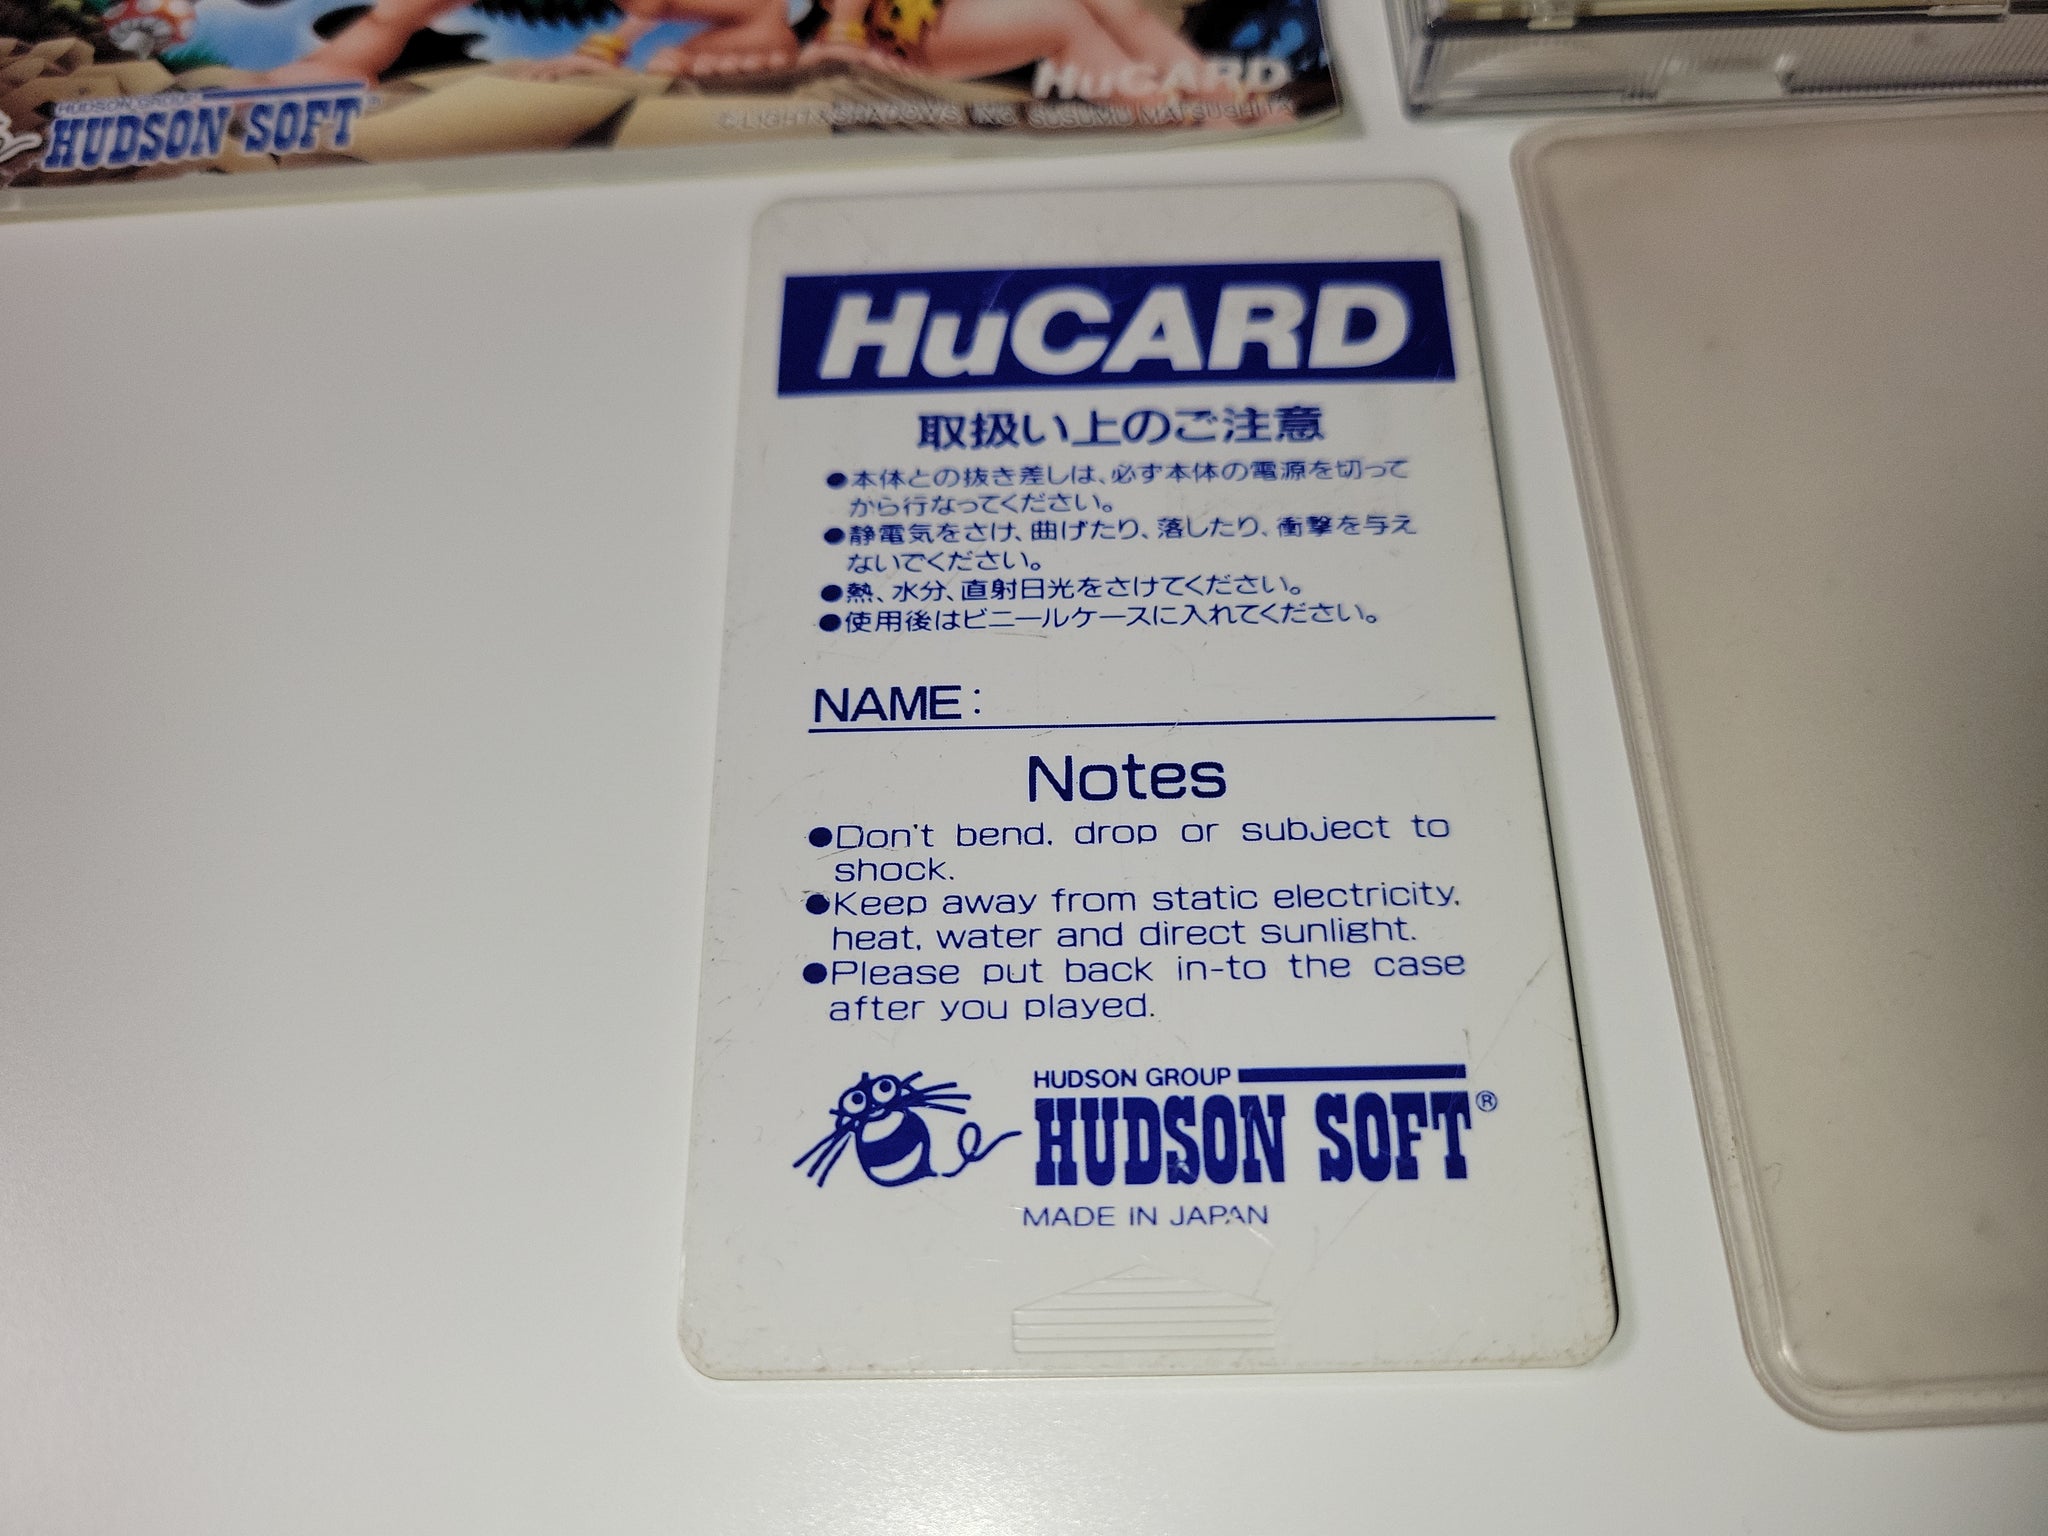 HuCARD
HUDSON GROUP
HUDSON SOFT
©LIGHT & SHADOWS INC. SUSUMU MATSUSHITA
HuCARD
取扱い上のご注意
●本体との抜き差しは、必ず本体の電源を切って
から行なってください。
●静電気をさけ、曲げたり、落したり、衝撃を与え
ないでください。
●熱、水分、直射日光をさけてください。
●使用後はビニールケースに入れてください。
NAME:
Notes
●Don't bend, drop or subject to
shock.
●Keep away from static electricity,
heat, water and direct sunlight.
●Please put back in-to the case
after you played.
HUDSON GROUP
HUDSON SOFT®
MADE IN JAPAN